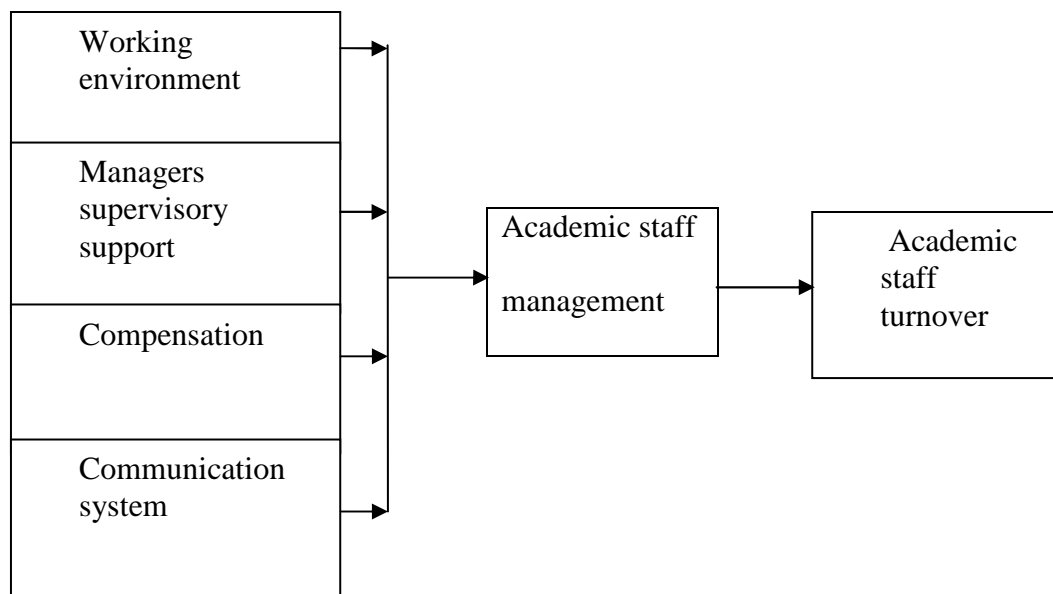 Working
environment
Managers
supervisory
support
Compensation
Communication
system
Academic staff
management
Academic
staff
turnover